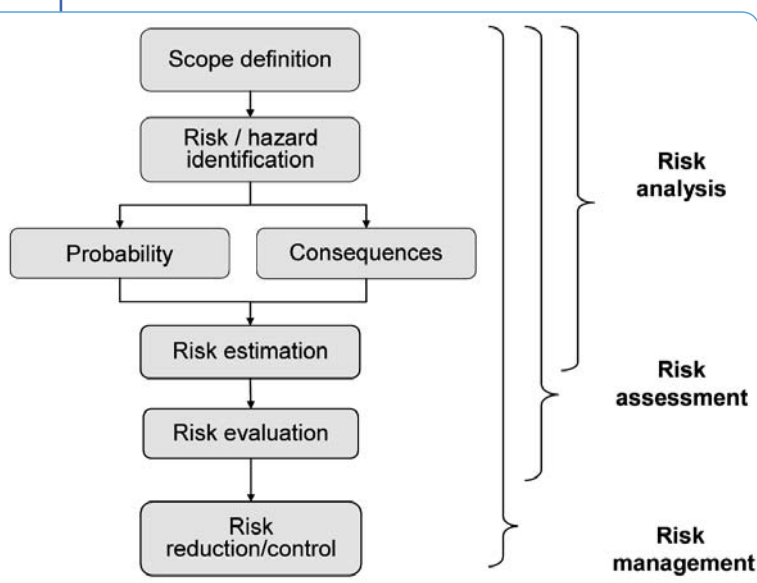 Scope definition
Risk / hazard
identification
Probability
Consequences
Risk estimation
Risk evaluation
Risk
reduction/control
Risk
analysis
Risk
assessment
Risk
management